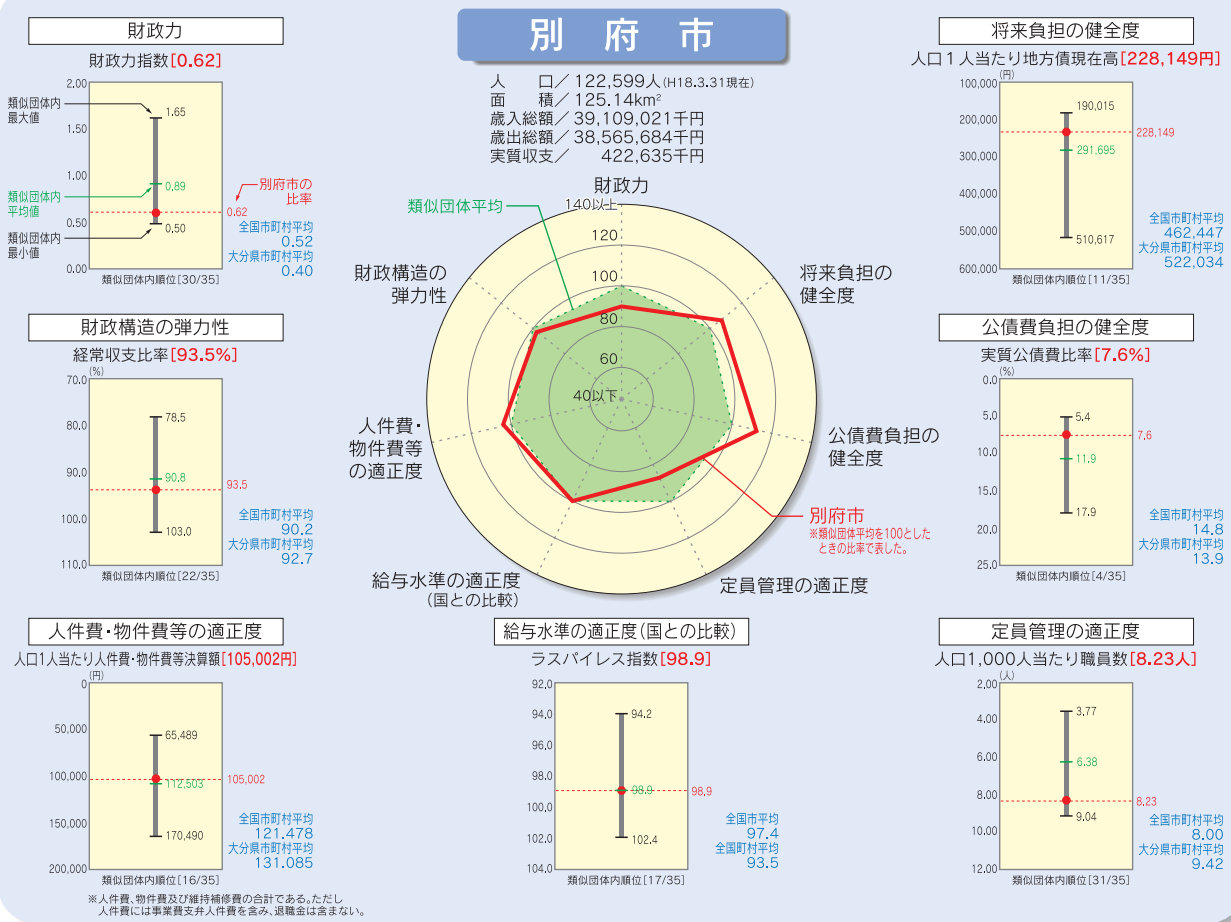 別府市
人口／122,599人(H18.3.31現在)
面積／125.14km²
歳入総額／39,109,021千円
歳出総額／38,565,684千円
実質収支／422,635千円
財政力
財政力指数[0.62]
2.00
1.50
1.00
0.50
0.00
類似団体内
最大値
類似団体内
平均値
類似団体内
最小値
1.65
0.89
0.50
別府市の
比率
0.62
全国市町村平均
0.52
大分県市町村平均
0.40
類似団体内順位[30/35]
財政構造の弾力性
経常収支比率[93.5%]
(%)
70.0
80.0
90.0
100.0
110.0
78.5
90.8
103.0
93.5
全国市町村平均
90.2
大分県市町村平均
92.7
類似団体内順位[22/35]
人件費・物件費等の適正度
人口1人当たり人件費・物件費等決算額[105,002円]
(円)
0
50,000
100,000
150,000
200,000
65,489
112,503
170,490
105,002
全国市町村平均
121.478
大分県市町村平均
131.085
類似団体内順位[16/35]
※人件費、物件費及び維持補修費の合計である。ただし
人件費には事業費支弁人件費を含み、退職金は含まない。
財政力
類似団体平均
140以上
120
100
80
60
40以下
財政構造の
弾力性
将来負担の
健全度
人件費・
物件費等
の適正度
公債費負担の
健全度
給与水準の適正度
(国との比較)
定員管理の適正度
別府市
※類似団体平均を100とした
ときの比率で表した。
給与水準の適正度(国との比較)
ラスパイレス指数[98.9]
92.0
94.0
96.0
98.0
100.0
102.0
104.0
94.2
98.9
102.4
98.9
全国市平均
97.4
全国町村平均
93.5
類似団体内順位[17/35]
将来負担の健全度
人口1人当たり地方債現在高[228,149円]
(円)
100,000
200,000
300,000
400,000
500,000
600,000
190,015
291,695
510,617
228,149
全国市町村平均
462,447
大分県市町村平均
522,034
類似団体内順位[11/35]
公債費負担の健全度
実質公債費比率[7.6%]
(%)
0.0
5.0
10.0
15.0
20.0
25.0
5.4
11.9
17.9
7.6
全国市町村平均
14.8
大分県市町村平均
13.9
類似団体内順位[4/35]
定員管理の適正度
人口1,000人当たり職員数[8.23人]
(人)
2.00
4.00
6.00
8.00
10.00
12.00
3.77
6.38
9.04
8.23
全国市町村平均
8.00
大分県市町村平均
9.42
類似団体内順位[31/35]